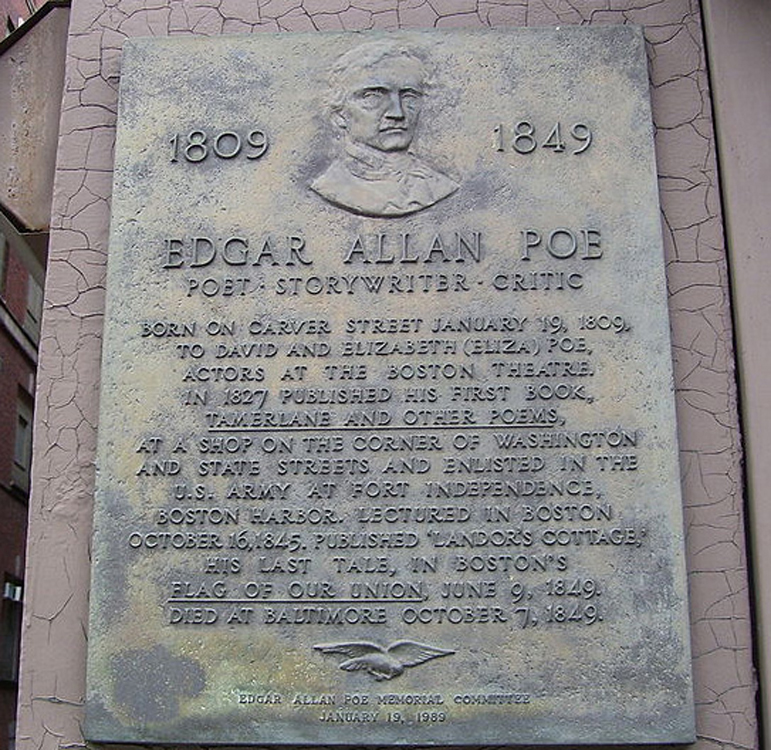 1809 1849
EDGAR ALLAN POE
POET · STORYWRITER · CRITIC
BORN ON CARVER STREET JANUARY 19, 1809,
TO DAVID AND ELIZABETH (ELIZA) POE,
ACTORS AT THE BOSTON THEATRE.
IN 1827 PUBLISHED HIS FIRST BOOK,
TAMERLANE AND OTHER POEMS,
AT A SHOP ON THE CORNER OF WASHINGTON
AND STATE STREETS AND ENLISTED IN THE
U.S. ARMY AT FORT INDEPENDENCE,
BOSTON HARBOR. LECTURED IN BOSTON
OCTOBER 16, 1845. PUBLISHED "LANDOR'S COTTAGE,"
HIS LAST TALE, IN BOSTON'S
FLAG OF OUR UNION, JUNE 9, 1849.
DIED AT BALTIMORE OCTOBER 7, 1849.
EDGAR ALLAN POE MEMORIAL COMMITTEE
JANUARY 19, 1989